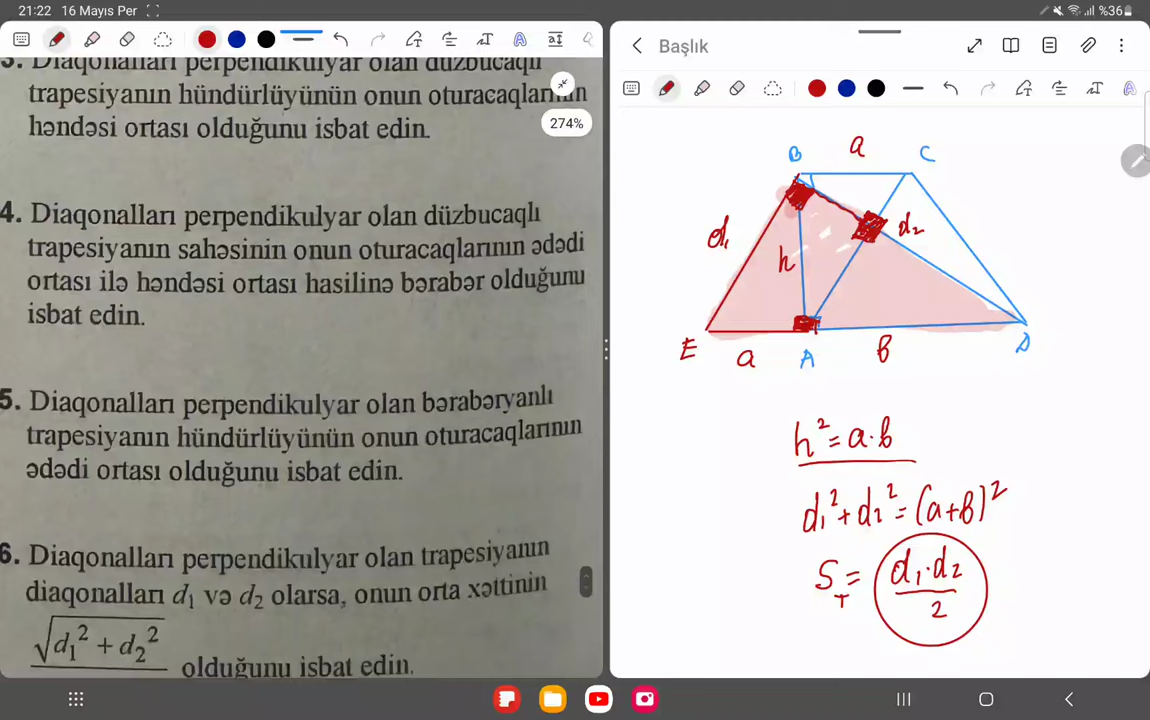 21:22 16 Mayıs Per
%36
3. Diaqonalları perpendikulyar olan düzbucaqlı
trapesiyanın hündürlüyünün onun oturacaqlarının
həndəsi ortası olduğunu isbat edin.
274%
4. Diaqonalları perpendikulyar olan düzbucaqlı
trapesiyanın sahəsinin onun oturacaqlarının ədədi
ortası ilə həndəsi ortası hasilinə bərabər olduğunu
isbat edin.
5. Diaqonalları perpendikulyar olan bərabəryanlı
trapesiyanın hündürlüyünün onun oturacaqlarının
ədədi ortası olduğunu isbat edin.
6. Diaqonalları perpendikulyar olan trapesiyanın
diaqonalları d₁ və d₂ olarsa, onun orta xəttinin
√(d₁² + d₂²) olduğunu isbat edin.
Başlık
B a C
d₁ h d₂
E a A b D
h² = a·b
d₁² + d₂² = (a+b)²
S_T = d₁·d₂ / 2